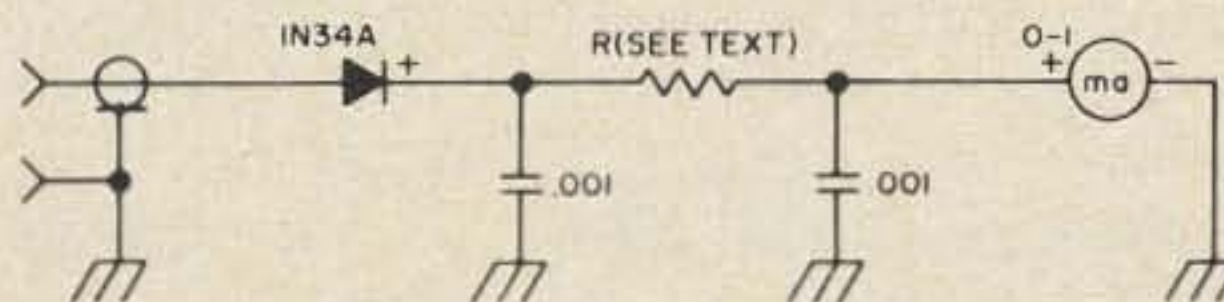 IN34A
R(SEE TEXT)
0-1
+
+
-
ma
.001
.001